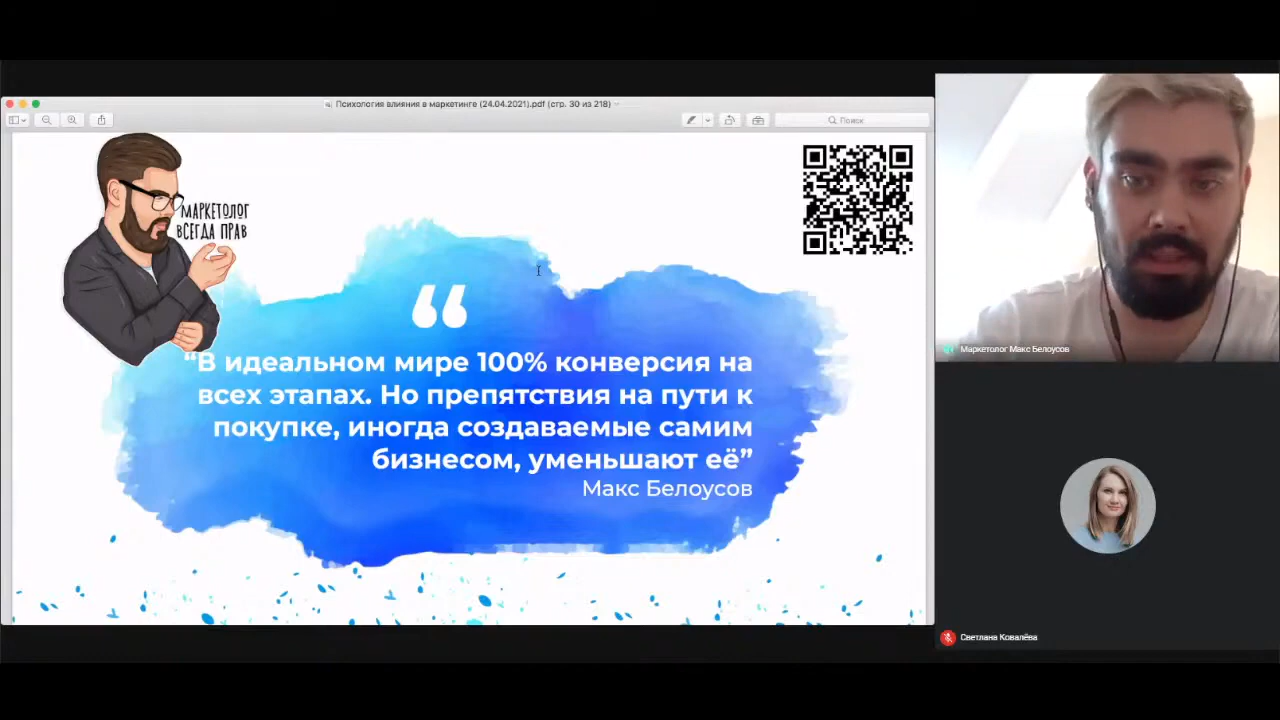 Психология влияния в маркетинге (24.04.2021).pdf (стр. 30 из 218)
Поиск
МАРКЕТОЛОГ
ВСЕГДА ПРАВ
“В идеальном мире 100% конверсия на
всех этапах. Но препятствия на пути к
покупке, иногда создаваемые самим
бизнесом, уменьшают её”
Макс Белоусов
Маркетолог Макс Белоусов
Светлана Ковалёва